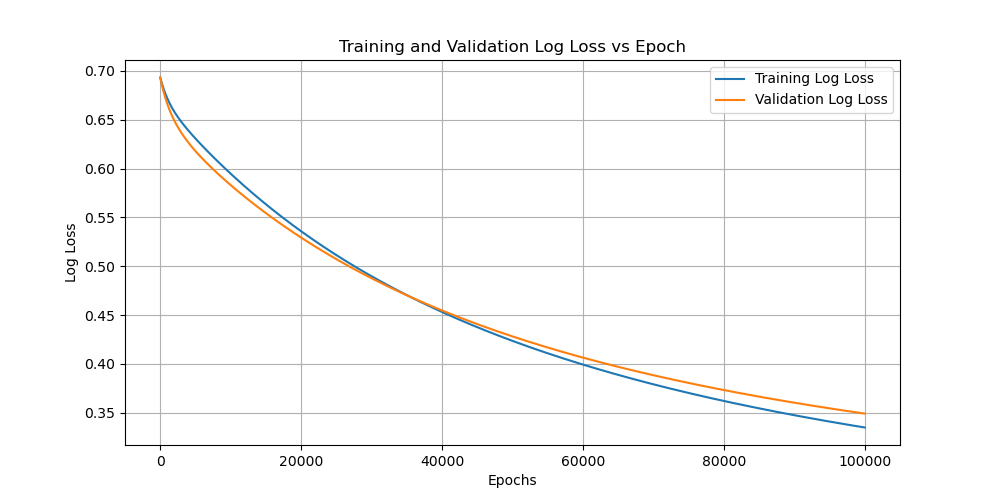 Training and Validation Log Loss vs Epoch
Training Log Loss
Validation Log Loss
0.70
0.65
0.60
0.55
0.50
0.45
0.40
0.35
Log Loss
0 20000 40000 60000 80000 100000
Epochs